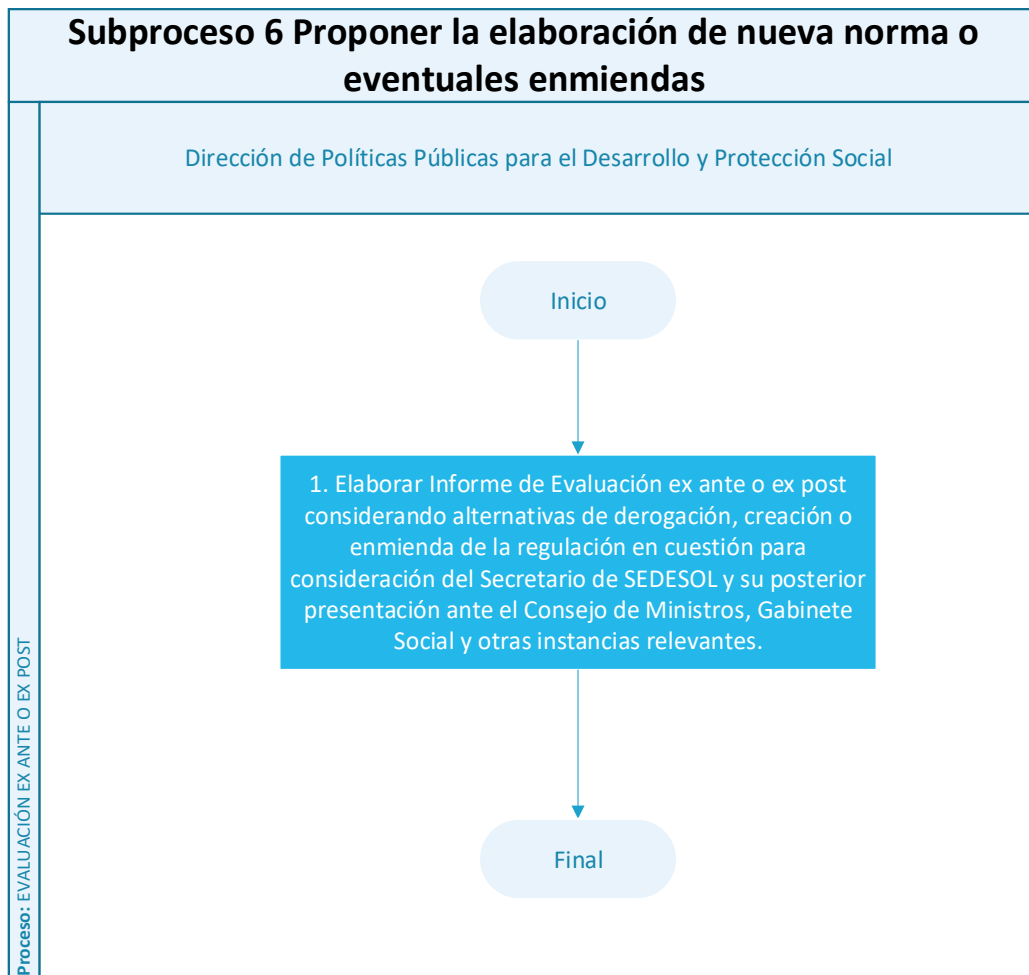 Subproceso 6 Proponer la elaboración de nueva norma o
eventuales enmiendas
Dirección de Políticas Públicas para el Desarrollo y Protección Social
Inicio
1. Elaborar Informe de Evaluación ex ante o ex post
considerando alternativas de derogación, creación o
enmienda de la regulación en cuestión para
consideración del Secretario de SEDESOL y su posterior
presentación ante el Consejo de Ministros, Gabinete
Social y otras instancias relevantes.
Final
Proceso: EVALUACIÓN EX ANTE O EX POST